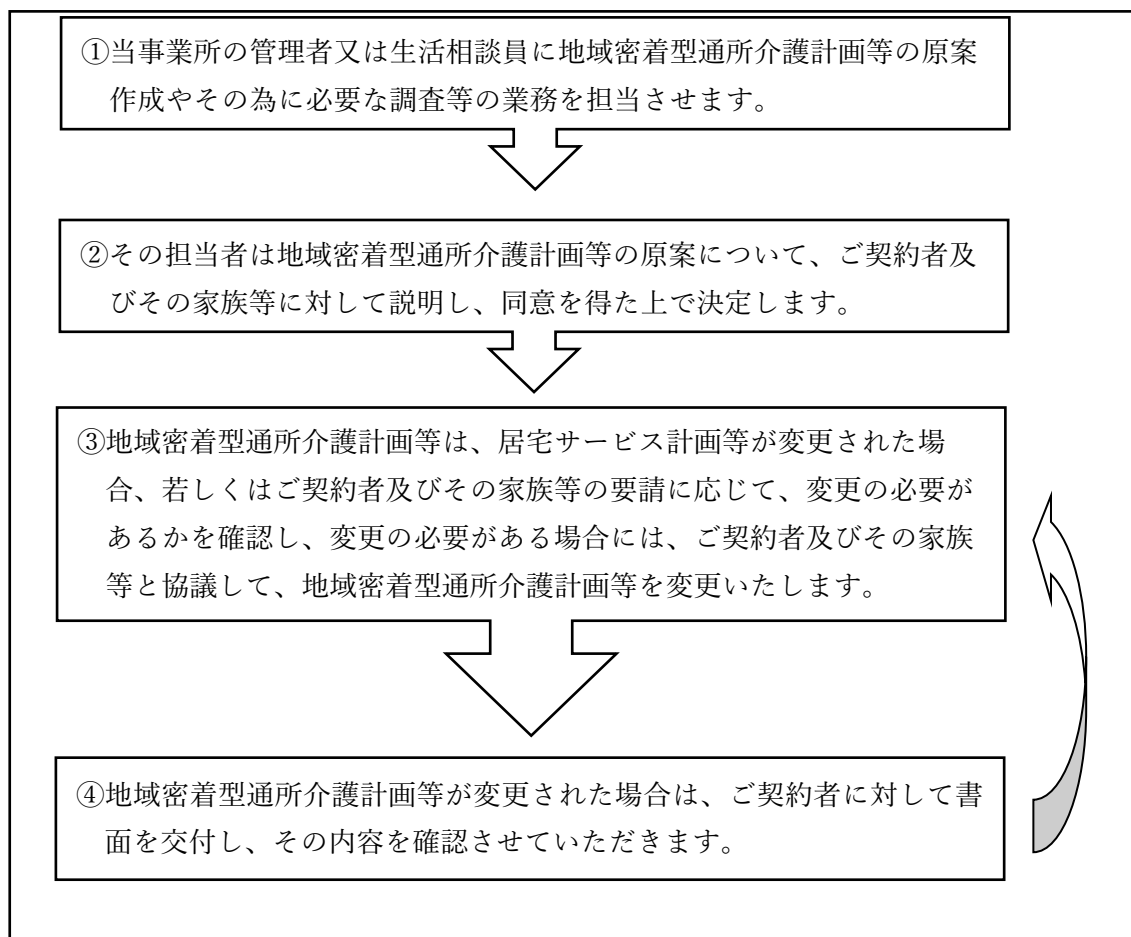 ①当事業所の管理者又は生活相談員に地域密着型通所介護計画等の原案
作成やその為に必要な調査等の業務を担当させます。
②その担当者は地域密着型通所介護計画等の原案について、ご契約者及
びその家族等に対して説明し、同意を得た上で決定します。
③地域密着型通所介護計画等は、居宅サービス計画等が変更された場
合、若しくはご契約者及びその家族等の要請に応じて、変更の必要が
あるかを確認し、変更の必要がある場合には、ご契約者及びその家族
等と協議して、地域密着型通所介護計画等を変更いたします。
④地域密着型通所介護計画等が変更された場合は、ご契約者に対して書
面を交付し、その内容を確認させていただきます。